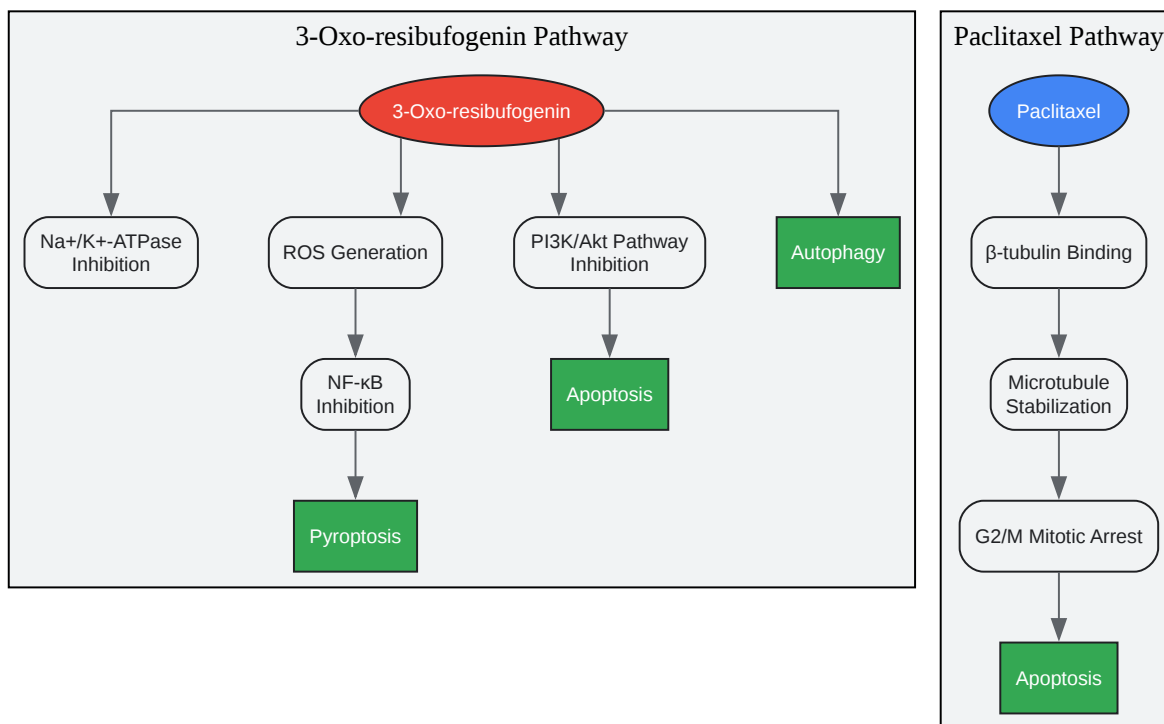 3-Oxo-resibufogenin Pathway
3-Oxo-resibufogenin
Na+/K+-ATPase
Inhibition
ROS Generation
PI3K/Akt Pathway
Inhibition
Autophagy
NF-κB
Inhibition
Apoptosis
Pyroptosis
Paclitaxel Pathway
Paclitaxel
β-tubulin Binding
Microtubule
Stabilization
G2/M Mitotic Arrest
Apoptosis